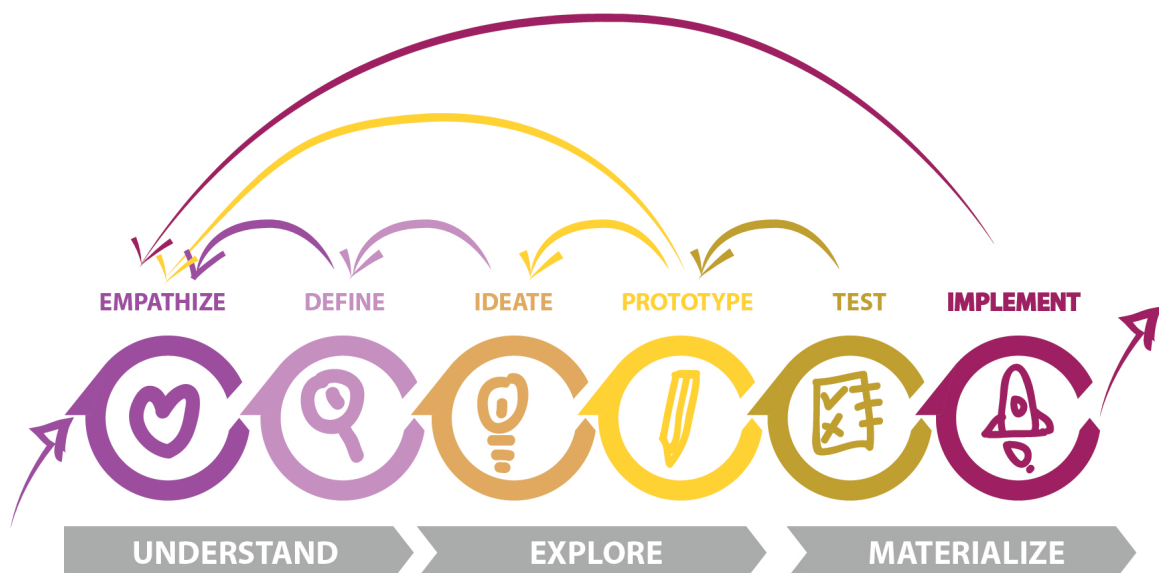 EMPATHIZE
DEFINE
IDEATE
PROTOTYPE
TEST
IMPLEMENT
UNDERSTAND
EXPLORE
MATERIALIZE